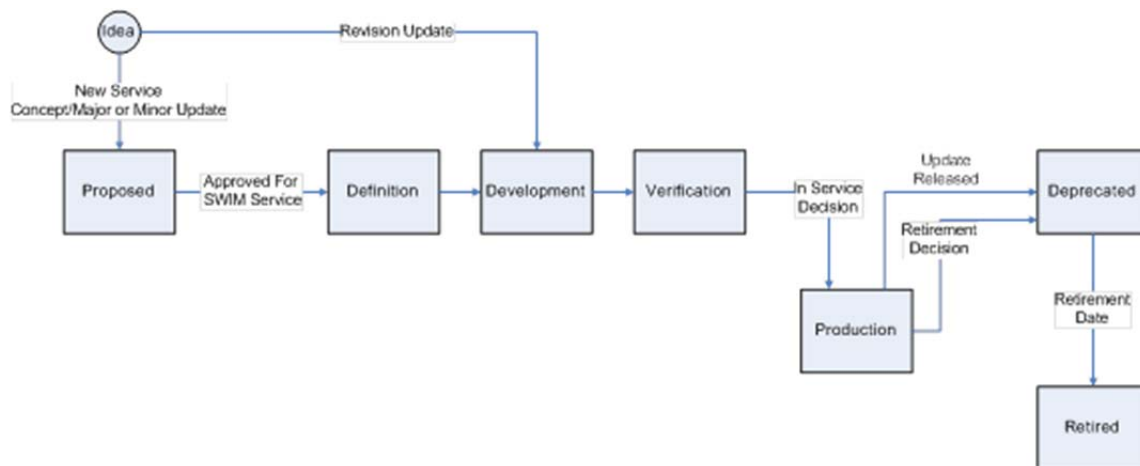 Idea
Revision Update
New Service
Concept/Major or Minor Update
Proposed
Approved For
SWIM Service
Definition
Development
Verification
In Service
Decision
Update
Released
Retirement
Decision
Deprecated
Production
Retirement
Date
Retired